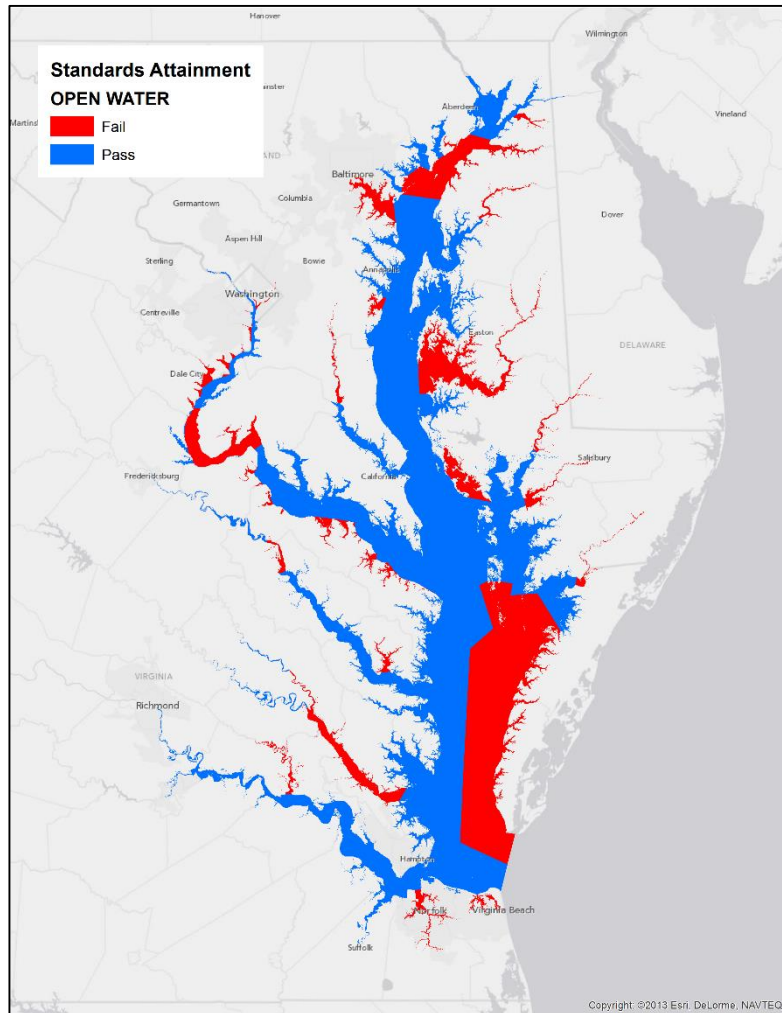 Hanover
Wilmington
Standards Attainment
OPEN WATER
Fail
Pass
Aberdeen
Vineland
Baltimore
Columbia
Germantown
Dover
Aspen Hill
Sterling
Bowie
Annapolis
Washington
Centreville
Easton
DELAWARE
Dale City
Salisbury
Fredericksburg
California
VIRGINIA
Richmond
Hampton
Norfolk
Virginia Beach
Suffolk
Copyright: ©2013 Esri, DeLorme, NAVTEQ